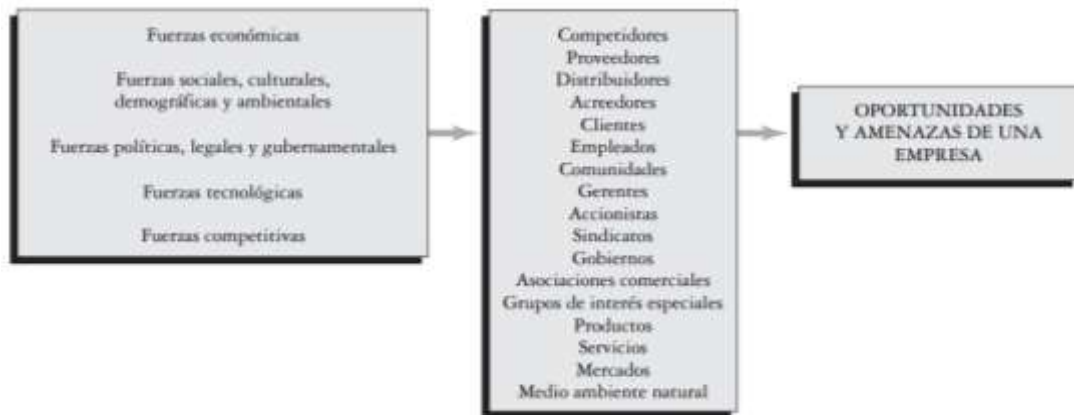 Fuerzas económicas
Fuerzas sociales, culturales,
demográficas y ambientales
Fuerzas políticas, legales y gubernamentales
Fuerzas tecnológicas
Fuerzas competitivas
Competidores
Proveedores
Distribuidores
Acreedores
Clientes
Empleados
Comunidades
Gerentes
Accionistas
Sindicatos
Gobiernos
Asociaciones comerciales
Grupos de interés especiales
Productos
Servicios
Mercados
Medio ambiente natural
OPORTUNIDADES
Y AMENAZAS DE UNA
EMPRESA